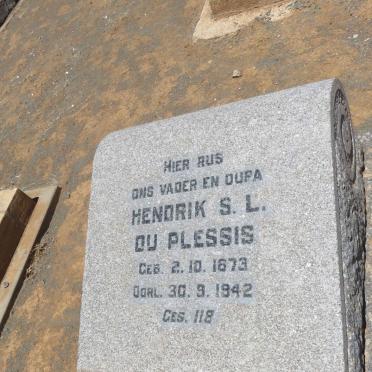 HIER RUS
ONS VADER EN OUPA
HENDRIK S. L.
DU PLESSIS
GEB. 2. 10. 1873
OORL. 30. 9. 1942
GES. 118